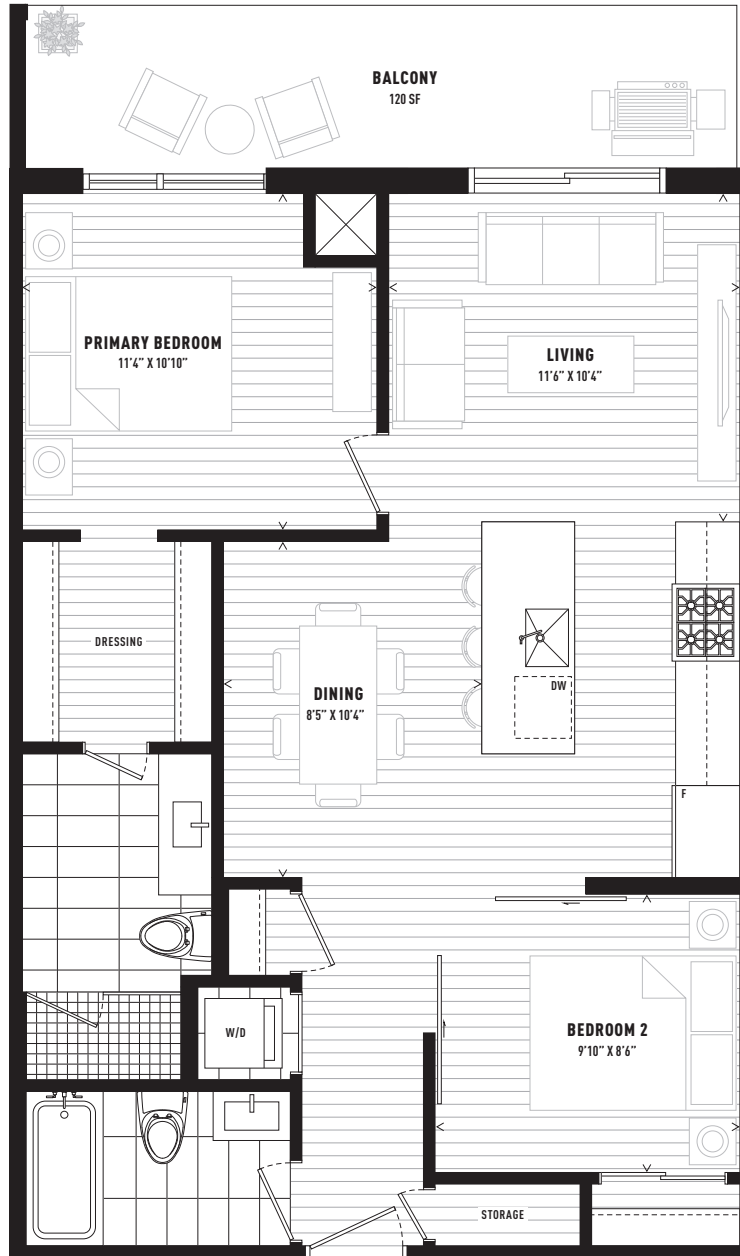 BALCONY
120 SF
PRIMARY BEDROOM
11’4” X 10’10”
LIVING
11’6” X 10’4”
DRESSING
DINING
8’5” X 10’4”
DW
F
W/D
BEDROOM 2
9’10” X 8’6”
STORAGE